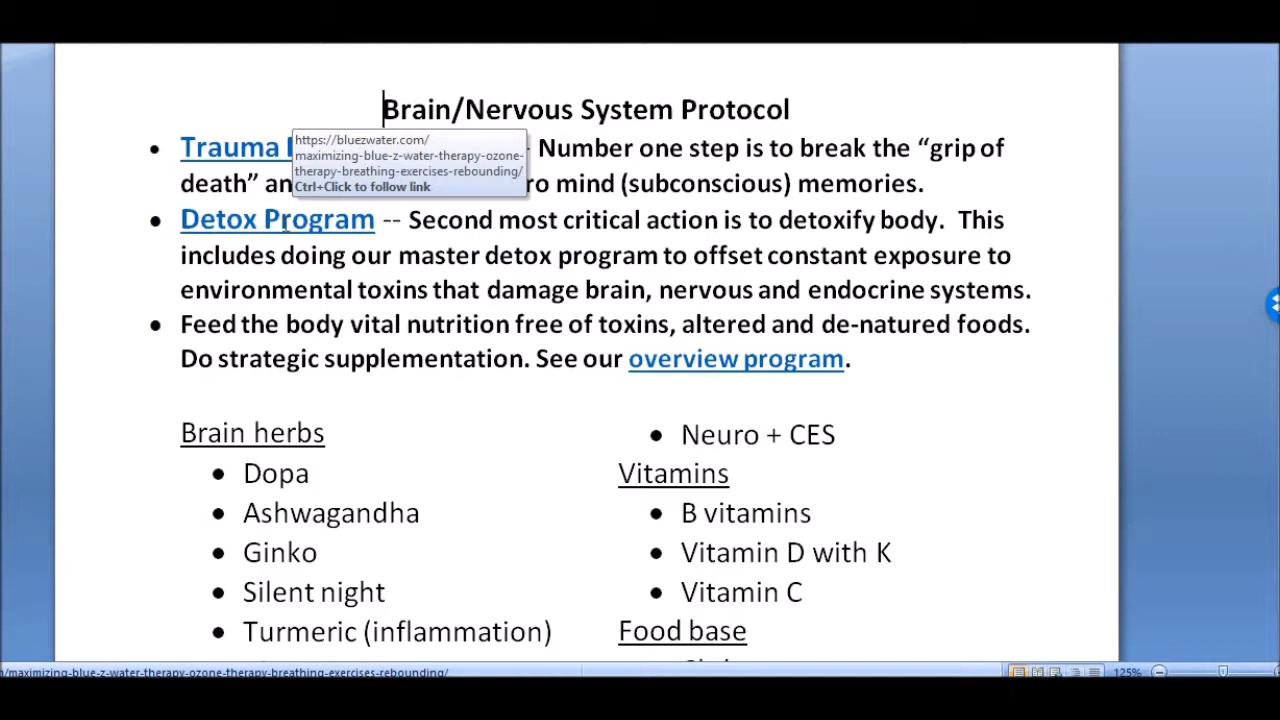 Brain/Nervous System Protocol
Trauma
https://bluezwater.com/
maximizing-blue-z-water-therapy-ozone-
therapy-breathing-exercises-rebounding/
Ctrl+Click to follow link
Number one step is to break the “grip of
death” an ro mind (subconscious) memories.
Detox Program -- Second most critical action is to detoxify body. This
includes doing our master detox program to offset constant exposure to
environmental toxins that damage brain, nervous and endocrine systems.
Feed the body vital nutrition free of toxins, altered and de-natured foods.
Do strategic supplementation. See our overview program.
Brain herbs
Dopa
Ashwagandha
Ginko
Silent night
Turmeric (inflammation)
Neuro + CES
Vitamins
B vitamins
Vitamin D with K
Vitamin C
Food base
/maximizing-blue-z-water-therapy-ozone-therapy-breathing-exercises-rebounding/
125%